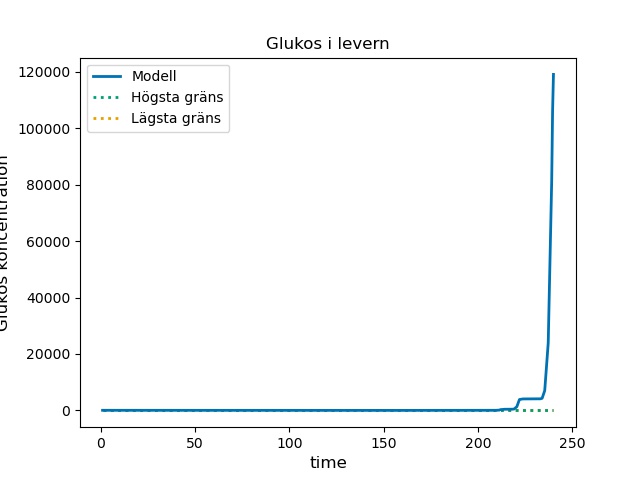 Glukos i levern
Modell
Högsta gräns
Lägsta gräns
120000
100000
80000
60000
40000
20000
0
Glukos koncentration
0 50 100 150 200 250
time